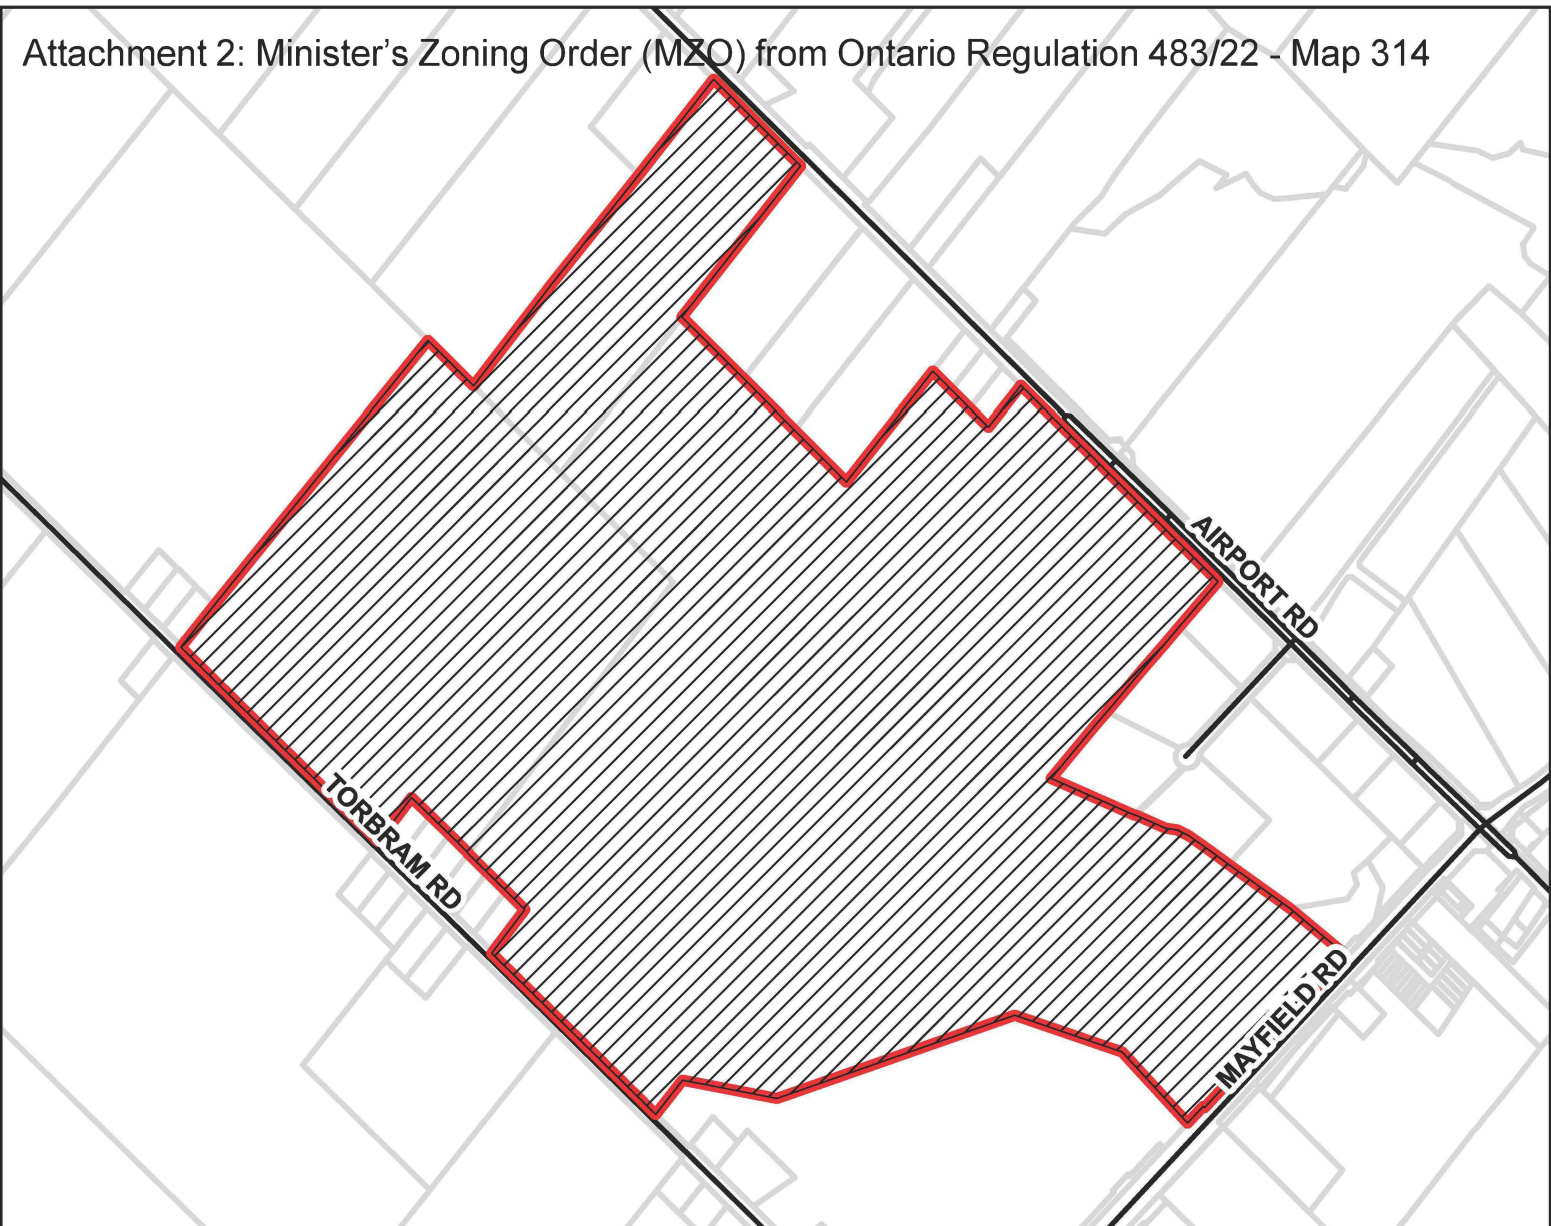 Attachment 2: Minister’s Zoning Order (MZO) from Ontario Regulation 483/22 - Map 314
AIRPORT RD
TORBRAM RD
MAYFIELD RD